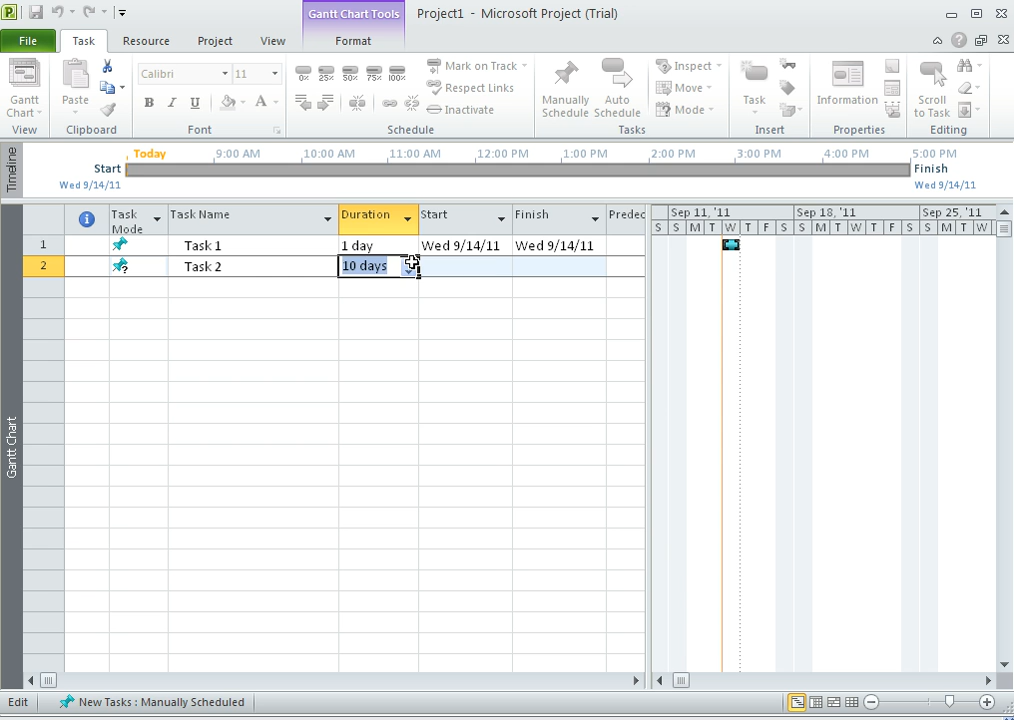 Gantt Chart Tools Project1 - Microsoft Project (Trial)
File Task Resource Project View Format
Calibri 11
Mark on Track
Respect Links
Inactivate
0% 25% 50% 75% 100%
B I U A
Gantt Chart
Paste
Manually Schedule
Auto Schedule
Inspect
Move
Mode
Task
Information
Scroll to Task
View Clipboard Font Schedule Tasks Insert Properties Editing
Timeline
Today 9:00 AM 10:00 AM 11:00 AM 12:00 PM 1:00 PM 2:00 PM 3:00 PM 4:00 PM 5:00 PM
Start Finish
Wed 9/14/11 Wed 9/14/11
Task Mode Task Name Duration Start Finish Predec Sep 11, '11 Sep 18, '11 Sep 25, '11
S S M T W T F S S M T W T F S S M T W
1 Task 1 1 day Wed 9/14/11 Wed 9/14/11
2 Task 2 10 days
Gantt Chart
Edit New Tasks : Manually Scheduled